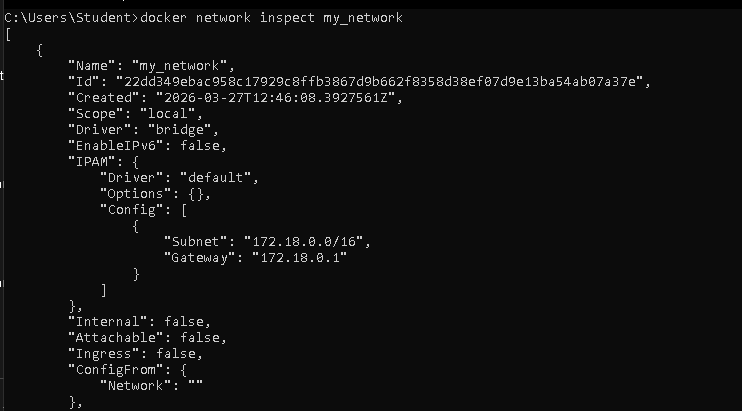 C:\Users\Student>docker network inspect my_network
[
    {
        "Name": "my_network",
        "Id": "22dd349ebac958c17929c8ffb3867d9b662f8358d38ef07d9e13ba54ab07a37e",
        "Created": "2026-03-27T12:46:08.3927561Z",
        "Scope": "local",
        "Driver": "bridge",
        "EnableIPv6": false,
        "IPAM": {
            "Driver": "default",
            "Options": {},
            "Config": [
                {
                    "Subnet": "172.18.0.0/16",
                    "Gateway": "172.18.0.1"
                }
            ]
        },
        "Internal": false,
        "Attachable": false,
        "Ingress": false,
        "ConfigFrom": {
            "Network": ""
        },